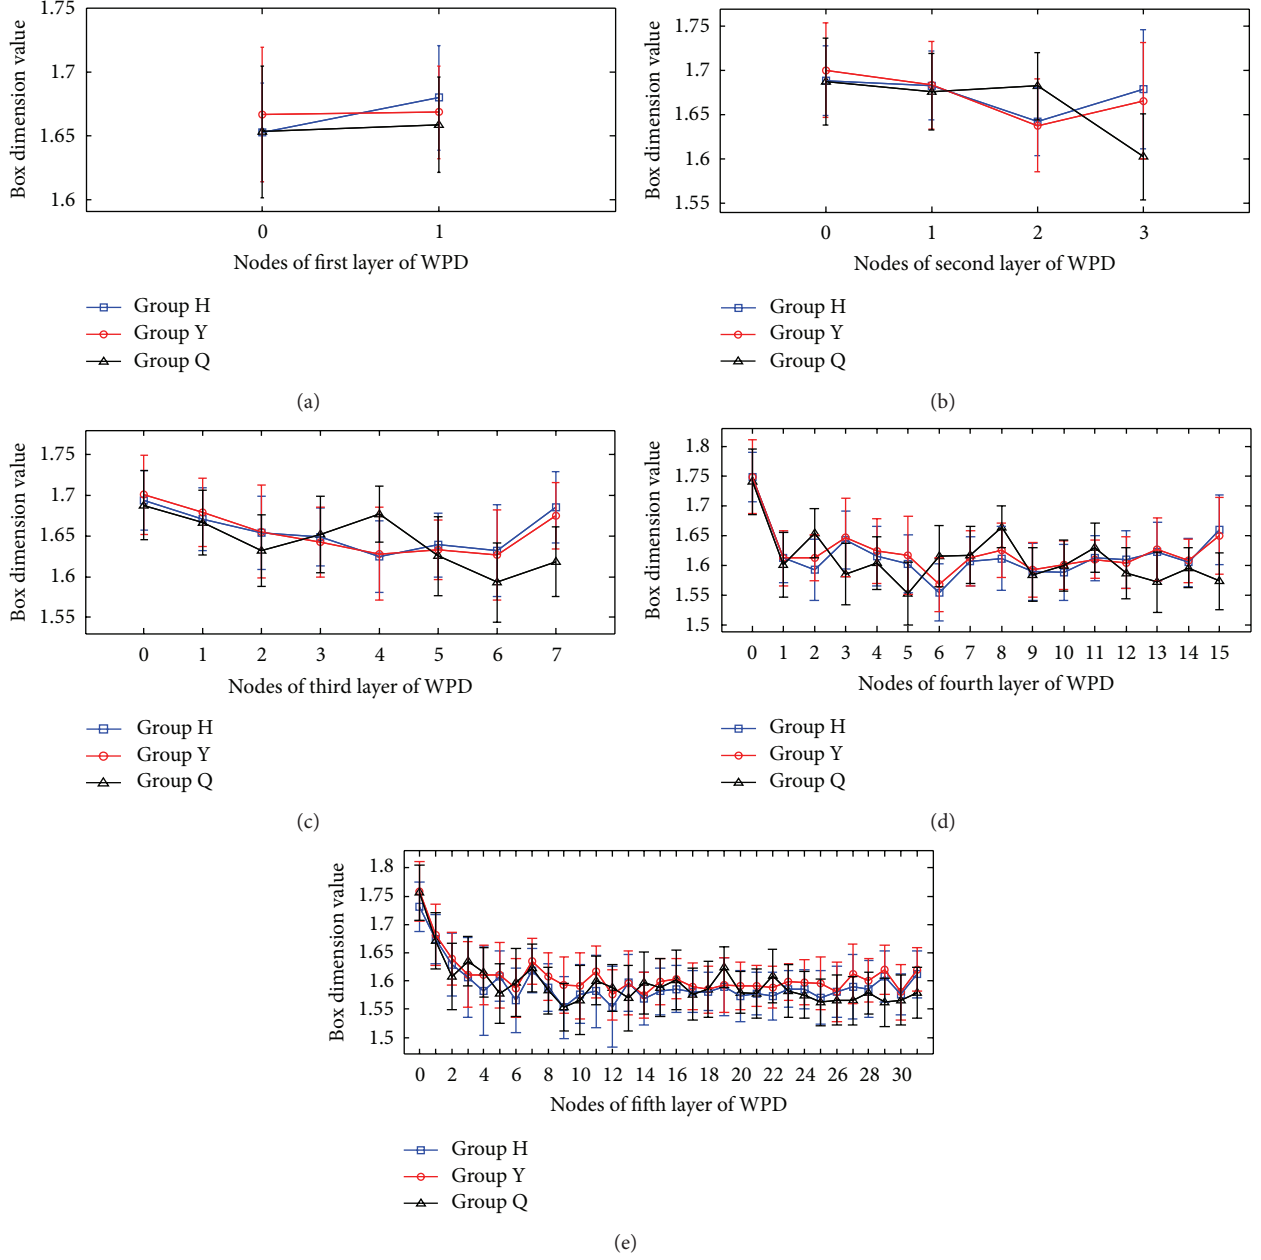 Box dimension value
1.75
1.7
1.65
1.6
0 1
Nodes of first layer of WPD
Group H
Group Y
Group Q
(a)
Box dimension value
1.75
1.7
1.65
1.6
1.55
0 1 2 3
Nodes of second layer of WPD
Group H
Group Y
Group Q
(b)
Box dimension value
1.75
1.7
1.65
1.6
1.55
0 1 2 3 4 5 6 7
Nodes of third layer of WPD
Group H
Group Y
Group Q
(c)
Box dimension value
1.8
1.75
1.7
1.65
1.6
1.55
1.5
0 1 2 3 4 5 6 7 8 9 10 11 12 13 14 15
Nodes of fourth layer of WPD
Group H
Group Y
Group Q
(d)
Box dimension value
1.8
1.75
1.7
1.65
1.6
1.55
1.5
0 2 4 6 8 10 12 14 16 18 20 22 24 26 28 30
Nodes of fifth layer of WPD
Group H
Group Y
Group Q
(e)